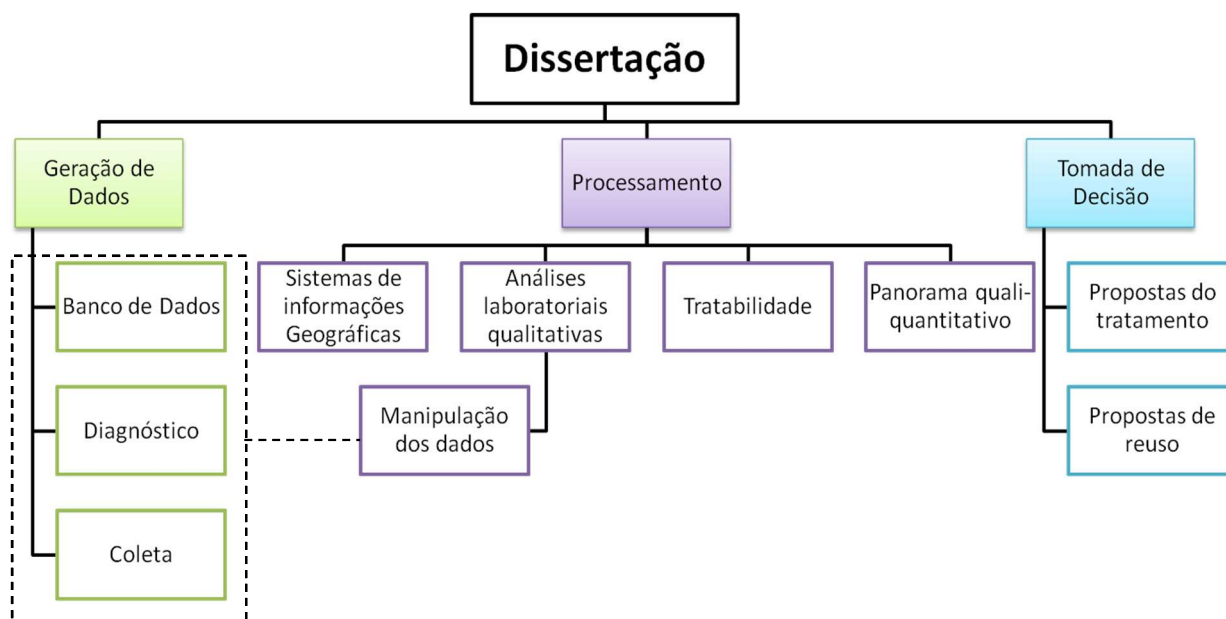 Dissertação
Geração de
Dados
Processamento
Tomada de
Decisão
Banco de Dados
Sistemas de
informações
Geográficas
Análises
laboratoriais
qualitativas
Tratabilidade
Panorama quali-
quantitativo
Propostas do
tratamento
Diagnóstico
Manipulação
dos dados
Propostas de
reuso
Coleta